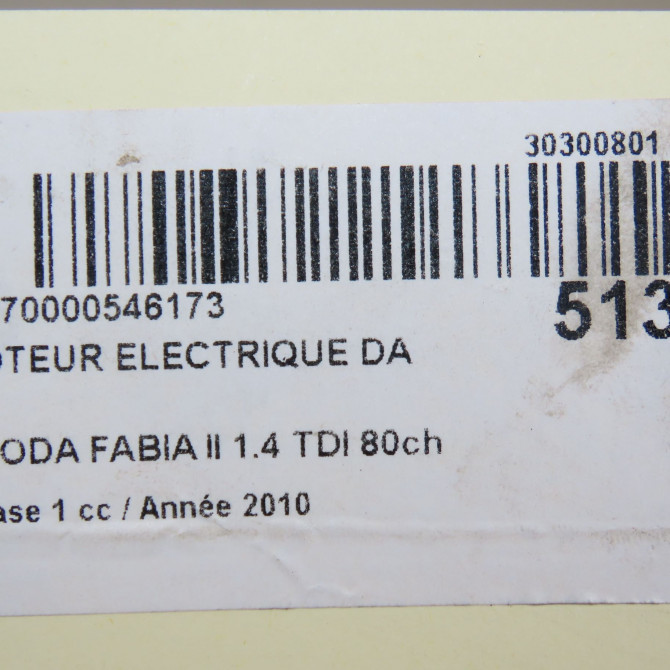 30300801
70000546173
513
OTEUR ELECTRIQUE DA
ODA FABIA II 1.4 TDI 80ch
ase 1 cc / Année 2010